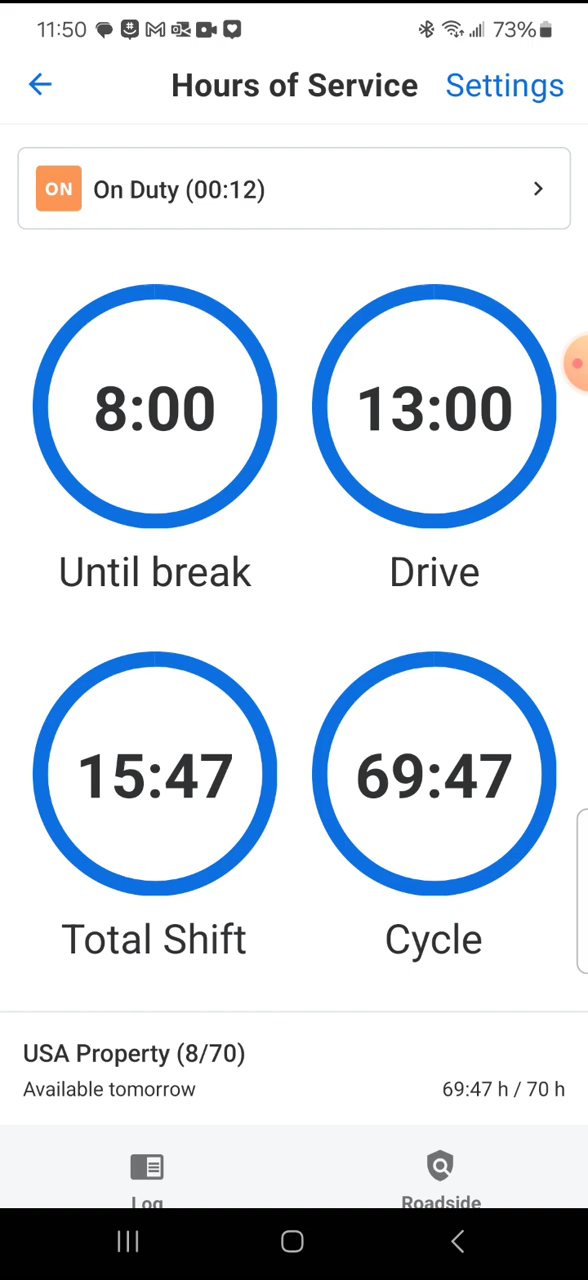 11:50 73%
Hours of Service Settings
ON On Duty (00:12)
8:00 13:00
Until break Drive
15:47 69:47
Total Shift Cycle
USA Property (8/70)
Available tomorrow 69:47 h / 70 h
Log Roadside